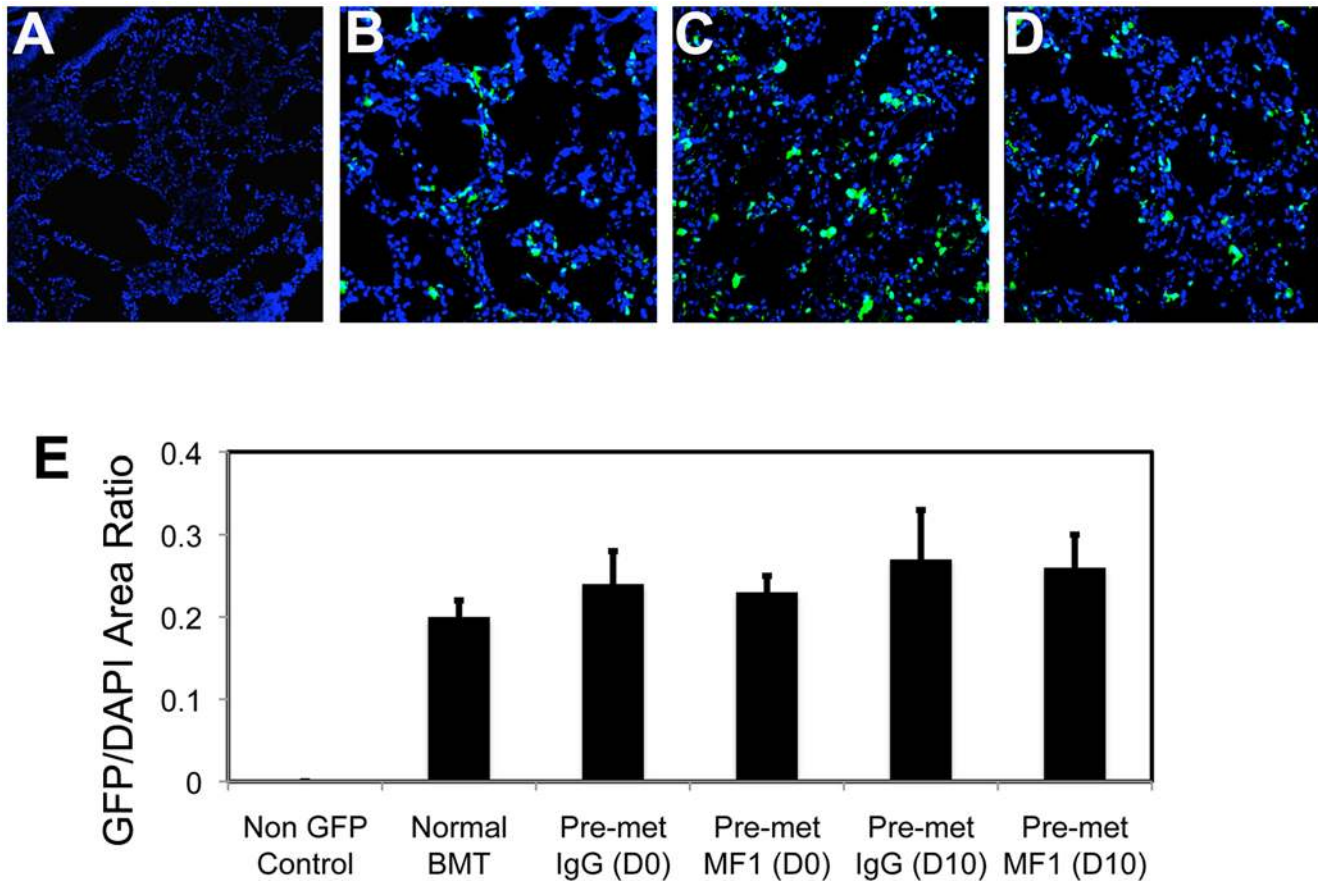 A
B
C
D
E
GFP/DAPI Area Ratio
0.4
0.3
0.2
0.1
0
Non GFP
Control
Normal
BMT
Pre-met
IgG (D0)
Pre-met
MF1 (D0)
Pre-met
IgG (D10)
Pre-met
MF1 (D10)